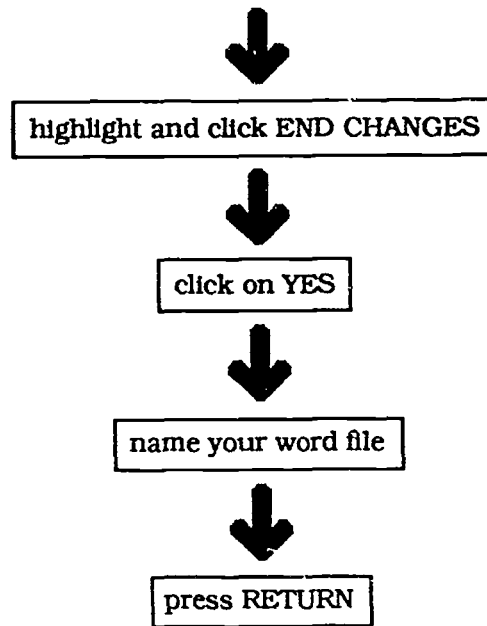 highlight and click END CHANGES
click on YES
name your word file
press RETURN